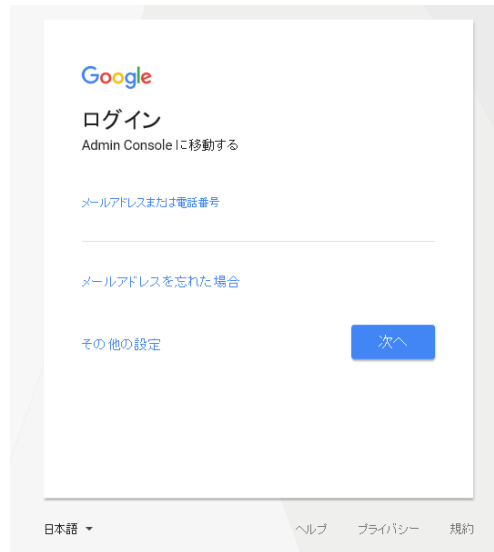 Google
ログイン
Admin Console に移動する
メールアドレスまたは電話番号
メールアドレスを忘れた場合
その他の設定
次へ
日本語
ヘルプ プライバシー 規約